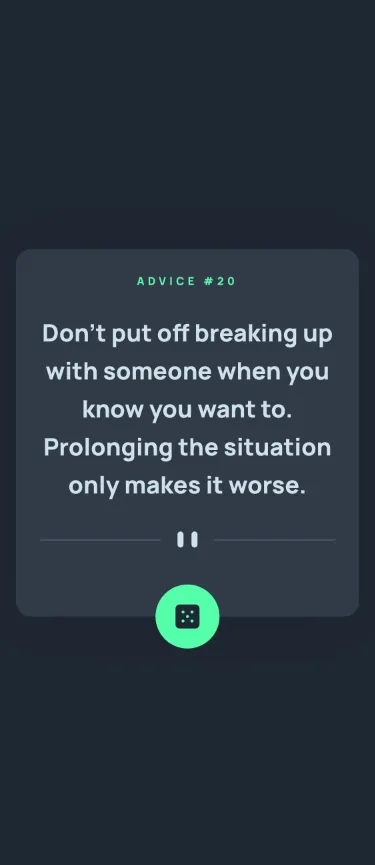 ADVICE #20
Don’t put off breaking up
with someone when you
know you want to.
Prolonging the situation
only makes it worse.